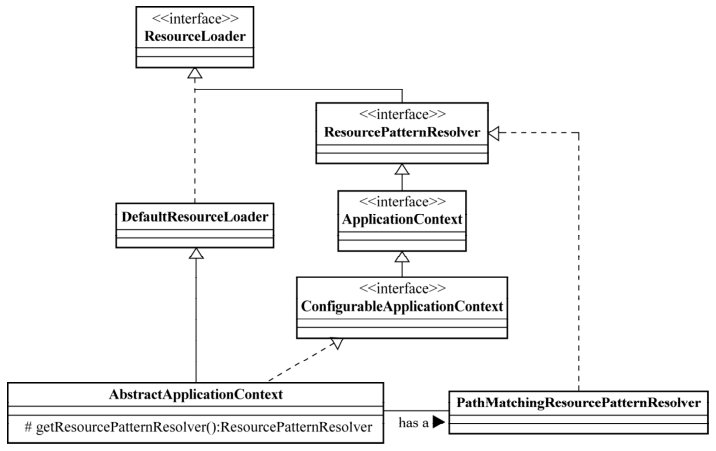 <<interface>>
ResourceLoader
<<interface>>
ResourcePatternResolver
<<interface>>
ApplicationContext
DefaultResourceLoader
<<interface>>
ConfigurableApplicationContext
AbstractApplicationContext
# getResourcePatternResolver():ResourcePatternResolver
has a
PathMatchingResourcePatternResolver